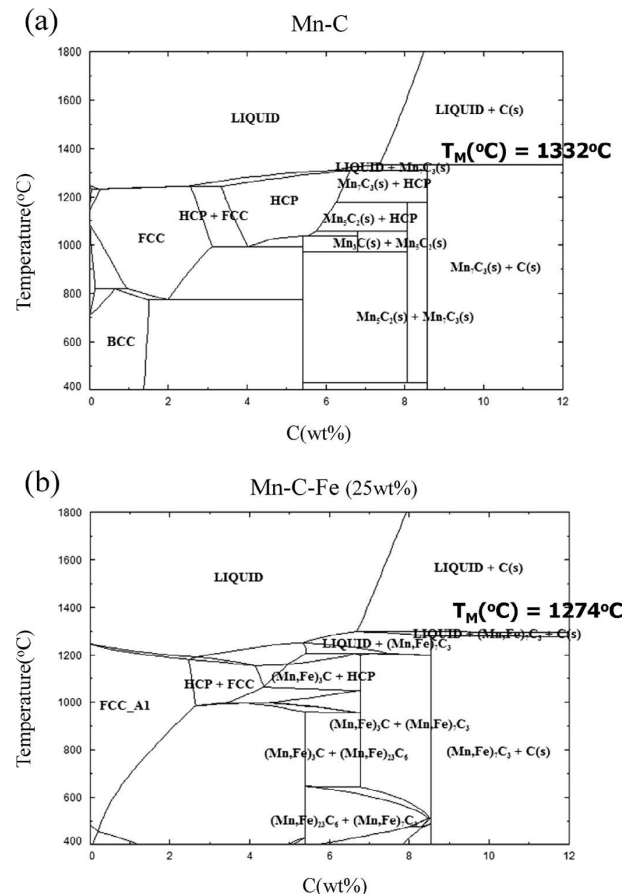 (a)
Mn-C
1800
1600
1400
1200
1000
800
600
400
Temperature(°C)
LIQUID
LIQUID + C(s)
T_M(°C) = 1332°C
LIQUID + Mn₇C₃(s)
Mn₇C₃(s) + HCP
HCP
HCP + FCC
Mn₅C₂(s) + HCP
FCC
Mn₃C(s) + Mn₅C₂(s)
Mn₇C₃(s) + C(s)
Mn₅C₂(s) + Mn₇C₃(s)
BCC
0 2 4 6 8 10 12
C(wt%)
(b)
Mn-C-Fe (25wt%)
1800
1600
1400
1200
1000
800
600
400
Temperature(°C)
LIQUID
LIQUID + C(s)
T_M(°C) = 1274°C
LIQUID + (Mn,Fe)₇C₃ + C(s)
LIQUID + (Mn,Fe)₇C₃
(Mn,Fe)₃C + HCP
HCP + FCC
FCC_A1
(Mn,Fe)₃C + (Mn,Fe)₇C₃
(Mn,Fe)₃C + (Mn,Fe)₂₃C₆
(Mn,Fe)₇C₃ + C(s)
(Mn,Fe)₂₃C₆ + (Mn,Fe)₇C₃
0 2 4 6 8 10 12
C(wt%)